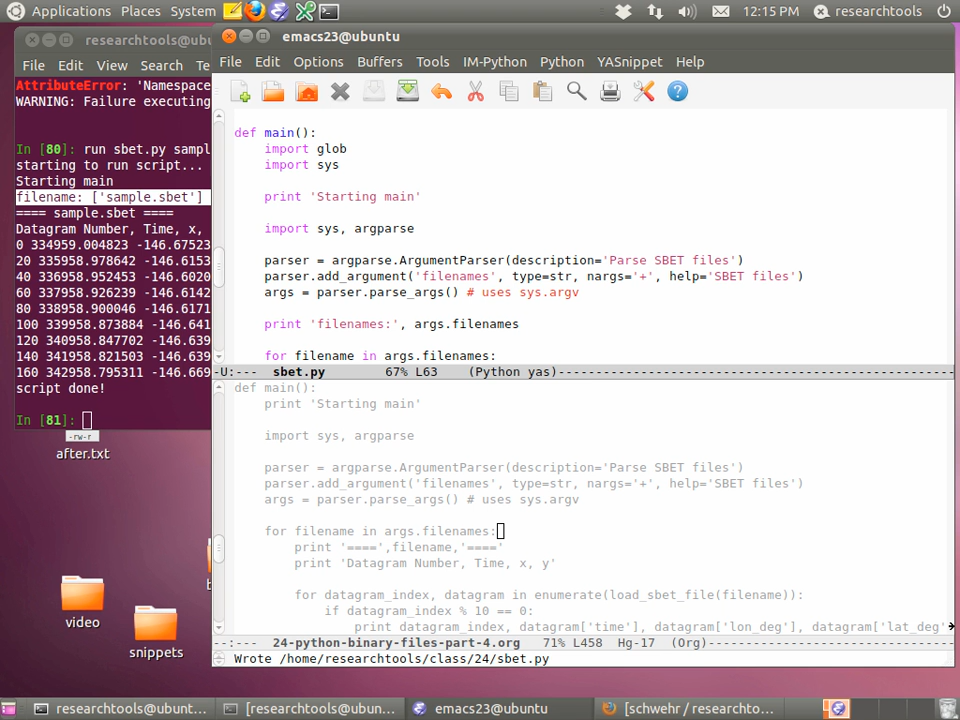 Applications Places System 12:15 PM researchtools
researchtools@ubu
File Edit View Search Te
AttributeError: 'Namespace
WARNING: Failure executing
In [80]: run sbet.py sampl
starting to run script...
Starting main
filename: ['sample.sbet']
==== sample.sbet ====
Datagram Number, Time, x,
0 334959.004823 -146.67523
20 335958.978642 -146.6153
40 336958.952453 -146.6020
60 337958.926239 -146.6142
80 338958.900046 -146.6171
100 339958.873884 -146.641
120 340958.847702 -146.639
140 341958.821503 -146.639
160 342958.795311 -146.669
script done!
In [81]:
-rw-r
after.txt
video
snippets
b
emacs23@ubuntu
File Edit Options Buffers Tools IM-Python Python YASnippet Help
def main():
    import glob
    import sys
    print 'Starting main'
    import sys, argparse
    parser = argparse.ArgumentParser(description='Parse SBET files')
    parser.add_argument('filenames', type=str, nargs='+', help='SBET files')
    args = parser.parse_args() # uses sys.argv
    print 'filenames:', args.filenames
    for filename in args.filenames:
-U:--- sbet.py 67% L63 (Python yas)------------------------------
def main():
    print 'Starting main'
    import sys, argparse
    parser = argparse.ArgumentParser(description='Parse SBET files')
    parser.add_argument('filenames', type=str, nargs='+', help='SBET files')
    args = parser.parse_args() # uses sys.argv
    for filename in args.filenames:
        print '====',filename,'===='
        print 'Datagram Number, Time, x, y'
        for datagram_index, datagram in enumerate(load_sbet_file(filename)):
            if datagram_index % 10 == 0:
                print datagram_index, datagram['time'], datagram['lon_deg'], datagram['lat_deg'
--:--- 24-python-binary-files-part-4.org 71% L458 Hg-17 (Org)------------------------------
Wrote /home/researchtools/class/24/sbet.py
researchtools@ubuntu... [researchtools@ubuntu... emacs23@ubuntu [schwehr / researchto...